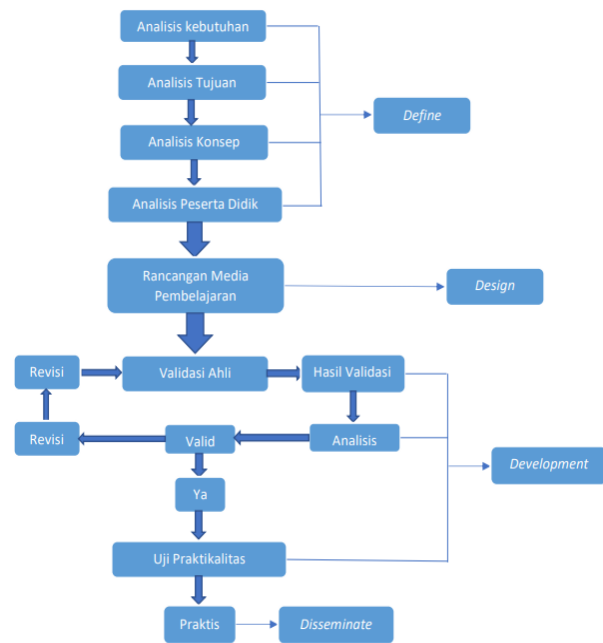 Analisis kebutuhan
Analisis Tujuan
Define
Analisis Konsep
Analisis Peserta Didik
Rancangan Media
Pembelajaran
Design
Revisi
Validasi Ahli
Hasil Validasi
Revisi
Valid
Analisis
Development
Ya
Uji Praktikalitas
Praktis
Disseminate